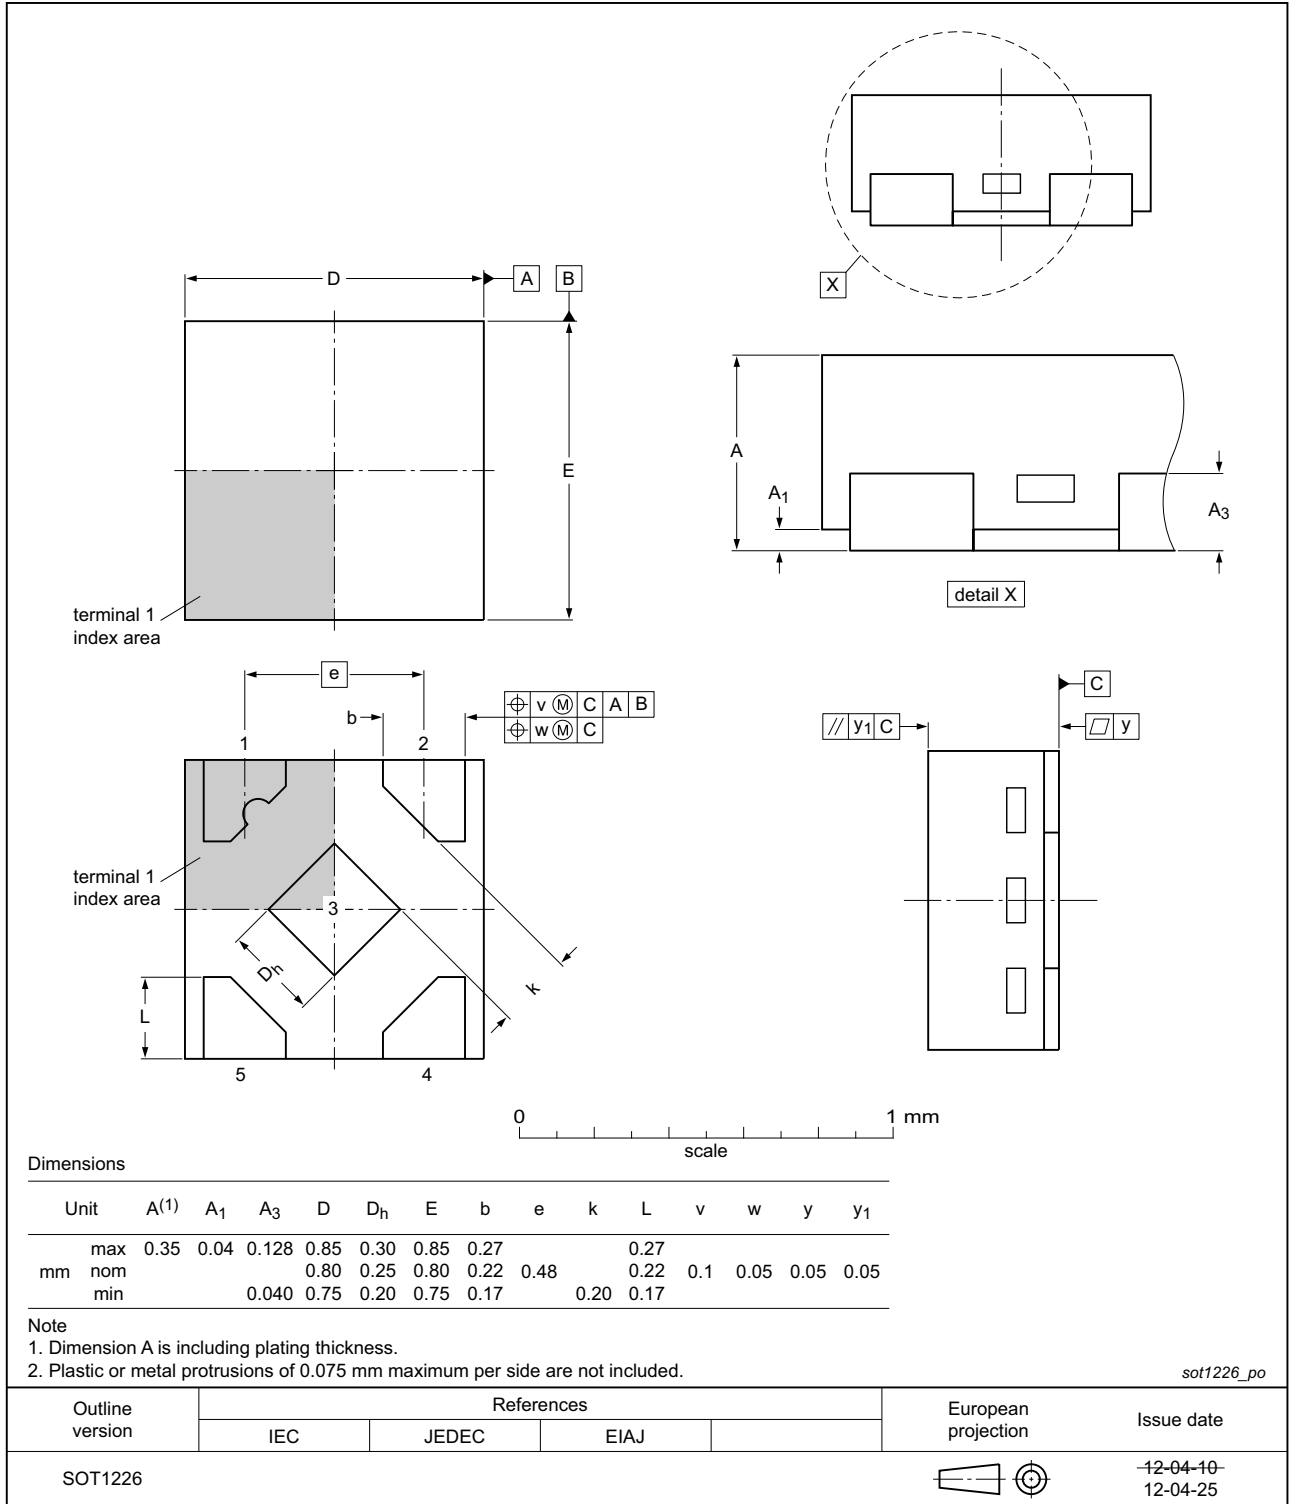 X
D
A
B
E
terminal 1
index area
A
A1
A3
detail X
e
b
v M C A B
w M C
1
2
terminal 1
index area
3
Dh
k
L
5
4
C
// y1 C
y
0
1 mm
scale
Dimensions
Unit A(1) A1 A3 D Dh E b e k L v w y y1
max 0.35 0.04 0.128 0.85 0.30 0.85 0.27 0.27
mm nom 0.80 0.25 0.80 0.22 0.48 0.22 0.1 0.05 0.05 0.05
min 0.040 0.75 0.20 0.75 0.17 0.20 0.17
Note
1. Dimension A is including plating thickness.
2. Plastic or metal protrusions of 0.075 mm maximum per side are not included.
sot1226_po
Outline
version
References
IEC JEDEC EIAJ
European
projection
Issue date
SOT1226
12-04-10
12-04-25